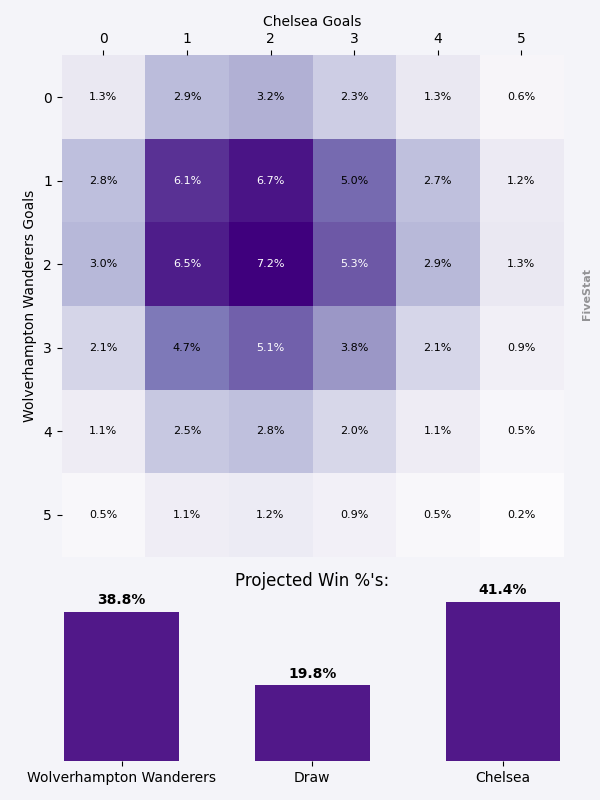 Chelsea Goals
0 1 2 3 4 5
Wolverhampton Wanderers Goals
0 1.3% 2.9% 3.2% 2.3% 1.3% 0.6%
1 2.8% 6.1% 6.7% 5.0% 2.7% 1.2%
2 3.0% 6.5% 7.2% 5.3% 2.9% 1.3%
3 2.1% 4.7% 5.1% 3.8% 2.1% 0.9%
4 1.1% 2.5% 2.8% 2.0% 1.1% 0.5%
5 0.5% 1.1% 1.2% 0.9% 0.5% 0.2%
FiveStat
Projected Win %'s:
38.8% 19.8% 41.4%
Wolverhampton Wanderers Draw Chelsea